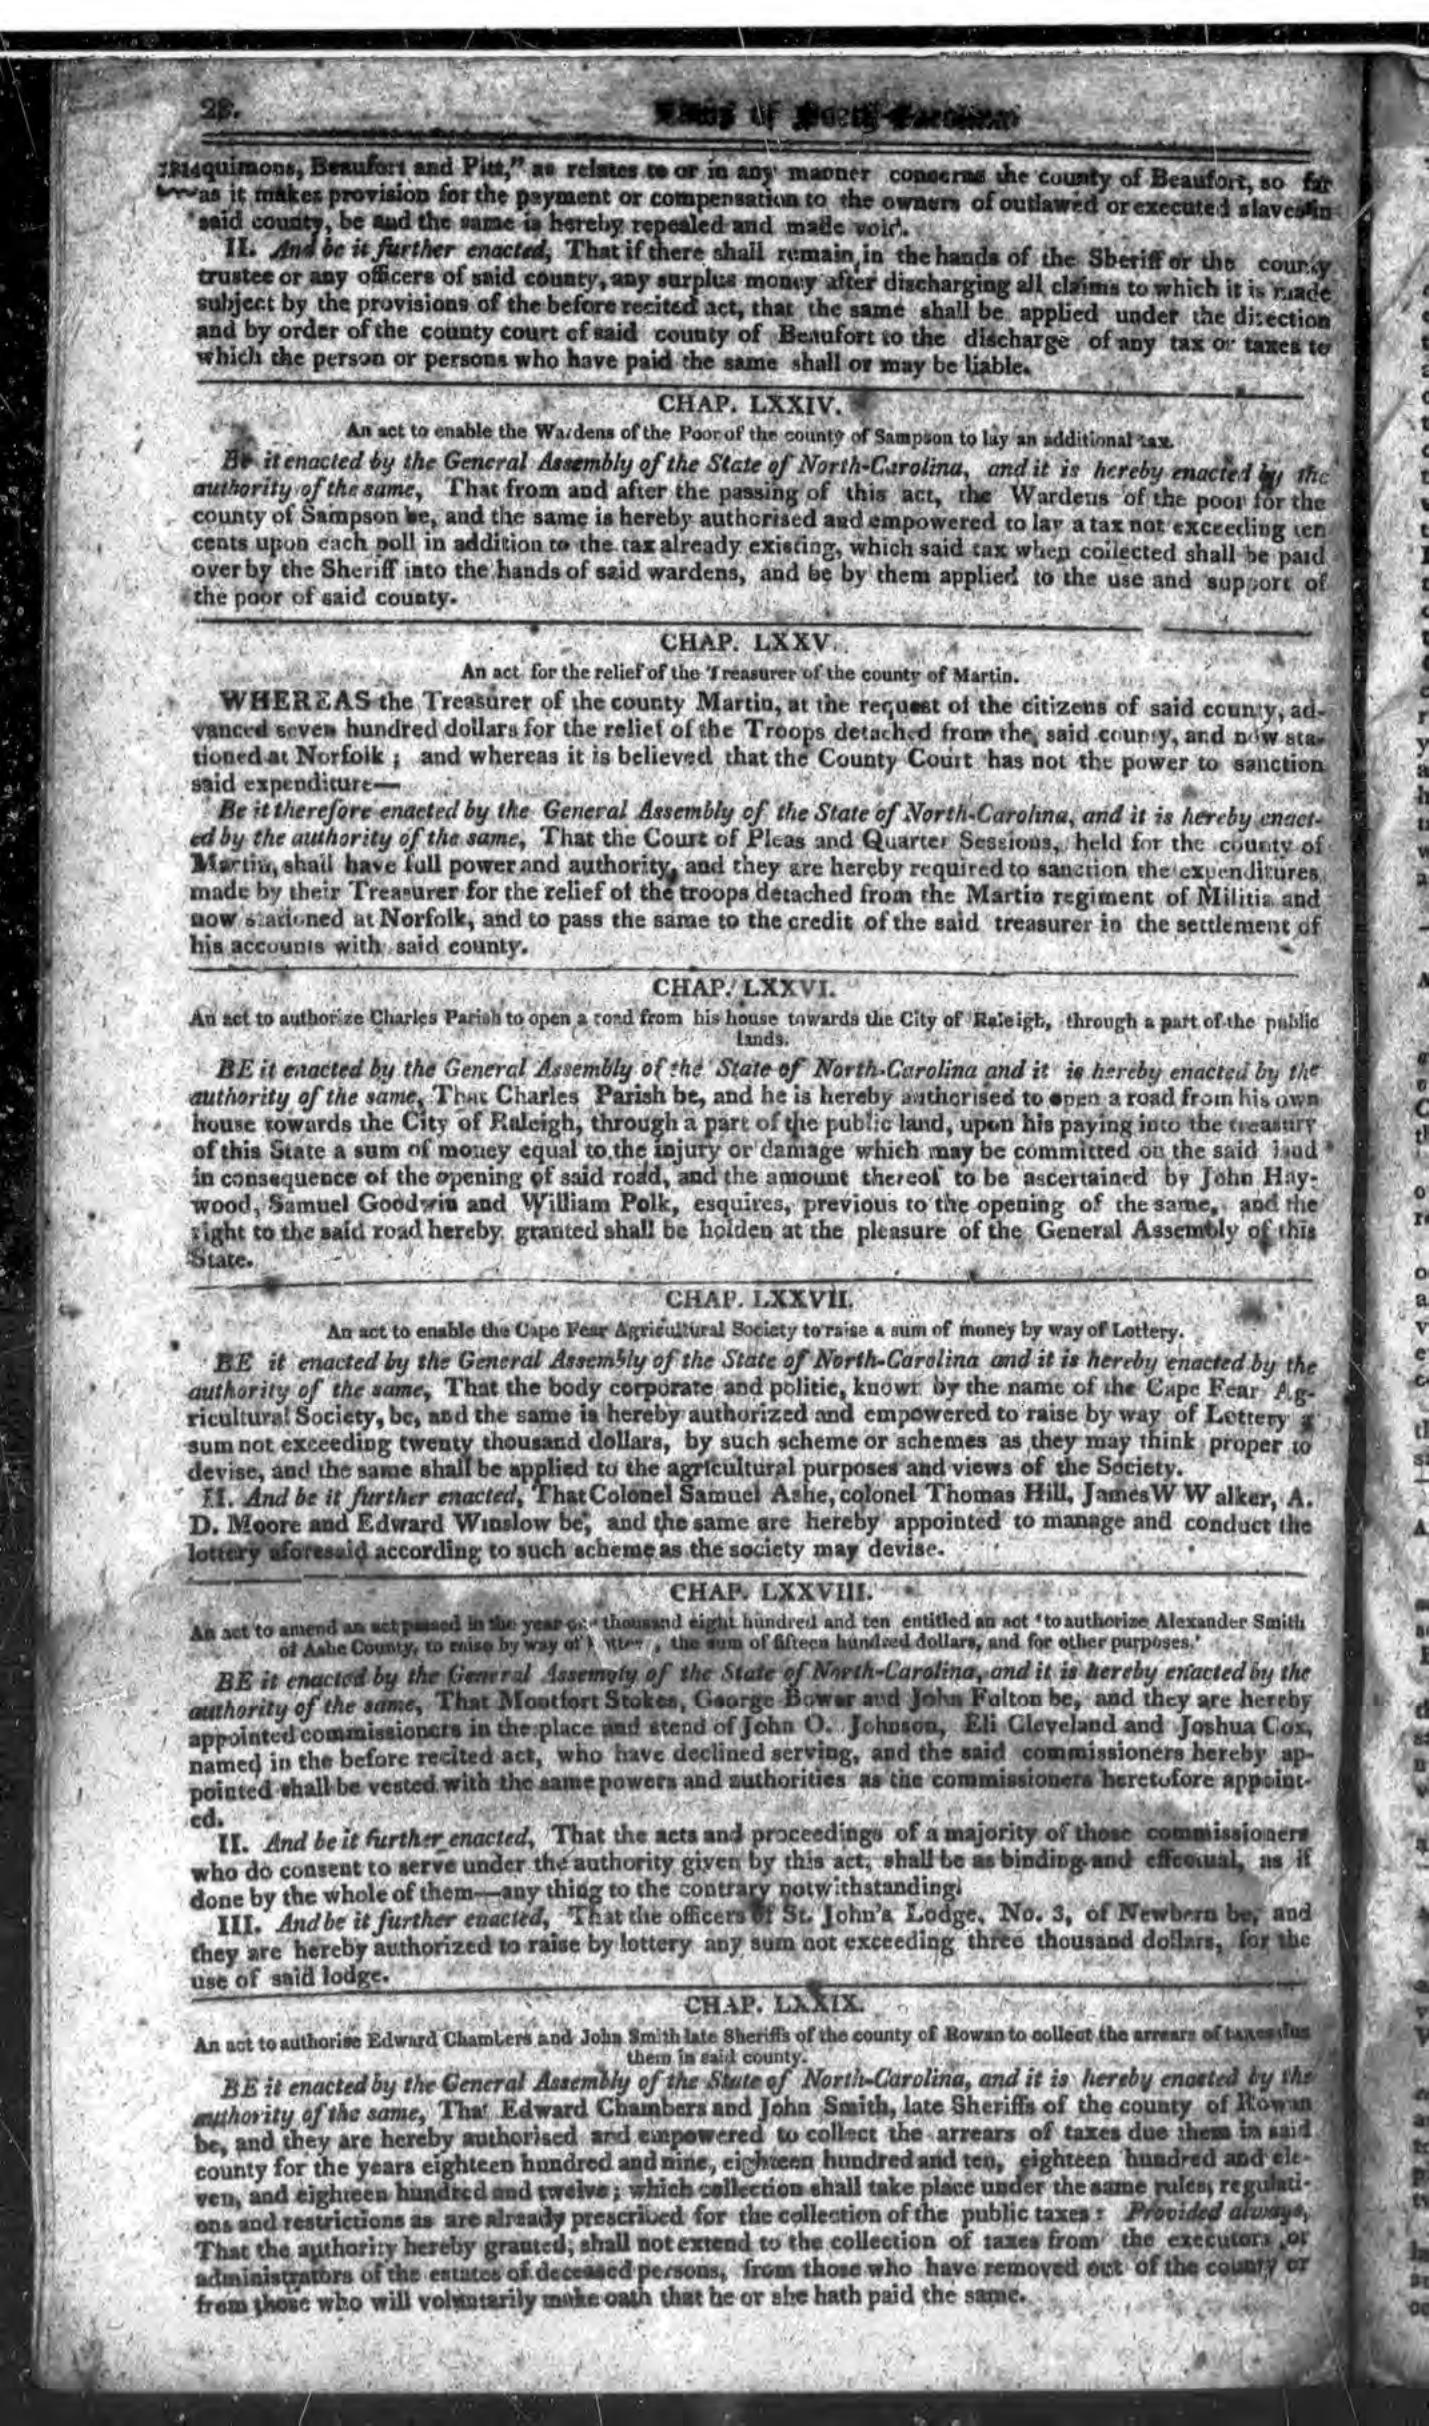 28. Laws of North-Carolina
1814quimons, Beaufort and Pitt," as relates to or in any manner concerns the county of Beaufort, so far
as it makes provision for the payment or compensation to the owners of outlawed or executed slaves in
said county, be and the same is hereby repealed and made void.
II. And be it further enacted, That if there shall remain in the hands of the Sheriff or the county
trustee or any officers of said county, any surplus money after discharging all claims to which it is made
subject by the provisions of the before recited act, that the same shall be applied under the direction
and by order of the county court of said county of Beaufort to the discharge of any tax or taxes to
which the person or persons who have paid the same shall or may be liable.
CHAP. LXXIV.
An act to enable the Wardens of the Poor of the county of Sampson to lay an additional tax.
Be it enacted by the General Assembly of the State of North-Carolina, and it is hereby enacted by the
authority of the same, That from and after the passing of this act, the Wardens of the poor for the
county of Sampson be, and the same is hereby authorised and empowered to lay a tax not exceeding ten
cents upon each poll in addition to the tax already existing, which said tax when collected shall be paid
over by the Sheriff into the hands of said wardens, and be by them applied to the use and support of
the poor of said county.
CHAP. LXXV.
An act for the relief of the Treasurer of the county of Martin.
WHEREAS the Treasurer of the county Martin, at the request of the citizens of said county, ad-
vanced seven hundred dollars for the relief of the Troops detached from the said county, and now sta-
tioned at Norfolk ; and whereas it is believed that the County Court has not the power to sanction
said expenditure—
Be it therefore enacted by the General Assembly of the State of North-Carolina, and it is hereby enact-
ed by the authority of the same, That the Court of Pleas and Quarter Sessions, held for the county of
Martin, shall have full power and authority, and they are hereby required to sanction the expenditures
made by their Treasurer for the relief of the troops detached from the Martin regiment of Militia and
now stationed at Norfolk, and to pass the same to the credit of the said treasurer in the settlement of
his accounts with said county.
CHAP. LXXVI.
An act to authorize Charles Parish to open a road from his house towards the City of Raleigh, through a part of the public
lands.
BE it enacted by the General Assembly of the State of North-Carolina and it is hereby enacted by the
authority of the same, That Charles Parish be, and he is hereby authorised to open a road from his own
house towards the City of Raleigh, through a part of the public land, upon his paying into the treasury
of this State a sum of money equal to the injury or damage which may be committed on the said land
in consequence of the opening of said road, and the amount thereof to be ascertained by John Hay-
wood, Samuel Goodwin and William Polk, esquires, previous to the opening of the same, and the
right to the said road hereby granted shall be holden at the pleasure of the General Assembly of this
State.
CHAP. LXXVII.
An act to enable the Cape Fear Agricultural Society to raise a sum of money by way of Lottery.
BE it enacted by the General Assembly of the State of North-Carolina and it is hereby enacted by the
authority of the same, That the body corporate and politic, known by the name of the Cape Fear Ag-
ricultural Society, be, and the same is hereby authorized and empowered to raise by way of Lottery a
sum not exceeding twenty thousand dollars, by such scheme or schemes as they may think proper to
devise, and the same shall be applied to the agricultural purposes and views of the Society.
II. And be it further enacted, That Colonel Samuel Ashe, colonel Thomas Hill, James W Walker, A.
D. Moore and Edward Winslow be, and the same are hereby appointed to manage and conduct the
lottery aforesaid according to such scheme as the society may devise.
CHAP. LXXVIII.
An act to amend an act passed in the year one thousand eight hundred and ten entitled an act 'to authorize Alexander Smith
of Ashe County, to raise by way of lottery, the sum of fifteen hundred dollars, and for other purposes.'
BE it enacted by the General Assembly of the State of North-Carolina, and it is hereby enacted by the
authority of the same, That Montfort Stokes, George Bower and John Fulton be, and they are hereby
appointed commissioners in the place and stend of John O. Johnson, Eli Cleveland and Joshua Cox,
named in the before recited act, who have declined serving, and the said commissioners hereby ap-
pointed shall be vested with the same powers and authorities as the commissioners heretofore appoint-
ed.
II. And be it further enacted, That the acts and proceedings of a majority of those commissioners
who do consent to serve under the authority given by this act, shall be as binding and effectual, as if
done by the whole of them—any thing to the contrary notwithstanding.
III. And be it further enacted, That the officers of St. John's Lodge, No. 3, of Newbern be, and
they are hereby authorized to raise by lottery any sum not exceeding three thousand dollars, for the
use of said lodge.
CHAP. LXXIX.
An act to authorise Edward Chambers and John Smith late Sheriffs of the county of Rowan to collect the arrears of taxes due
them in said county.
BE it enacted by the General Assembly of the State of North-Carolina, and it is hereby enacted by the
authority of the same, That Edward Chambers and John Smith, late Sheriffs of the county of Rowan
be, and they are hereby authorised and empowered to collect the arrears of taxes due them in said
county for the years eighteen hundred and nine, eighteen hundred and ten, eighteen hundred and ele-
ven, and eighteen hundred and twelve ; which collection shall take place under the same rules, regulati-
ons and restrictions as are already prescribed for the collection of the public taxes : Provided always,
That the authority hereby granted, shall not extend to the collection of taxes from the executors or
administrators of the estates of deceased persons, from those who have removed out of the county or
from those who will voluntarily make oath that he or she hath paid the same.